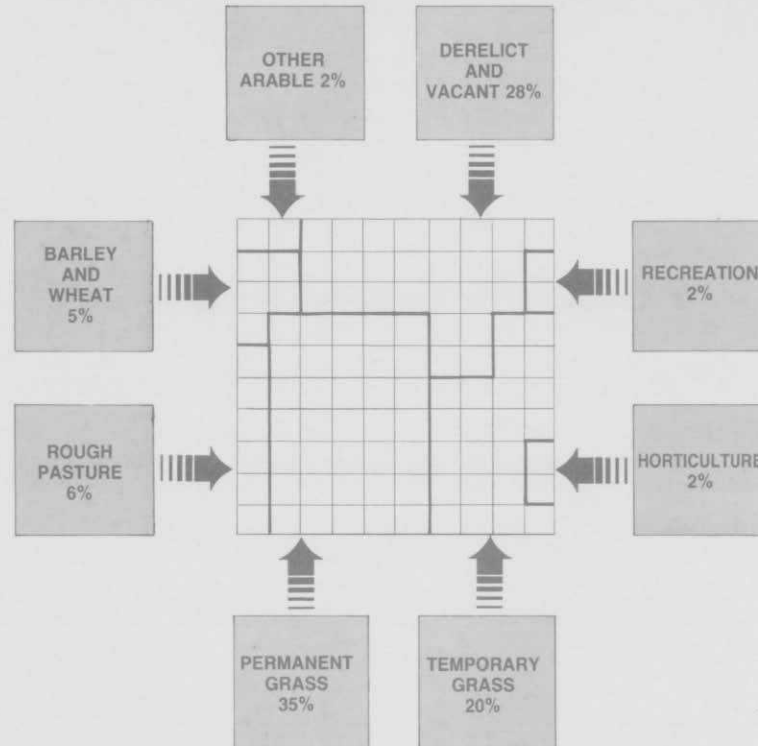 OTHER
ARABLE 2%
DERELICT
AND
VACANT 28%
BARLEY
AND
WHEAT
5%
RECREATION
2%
ROUGH
PASTURE
6%
HORTICULTURE
2%
PERMANENT
GRASS
35%
TEMPORARY
GRASS
20%